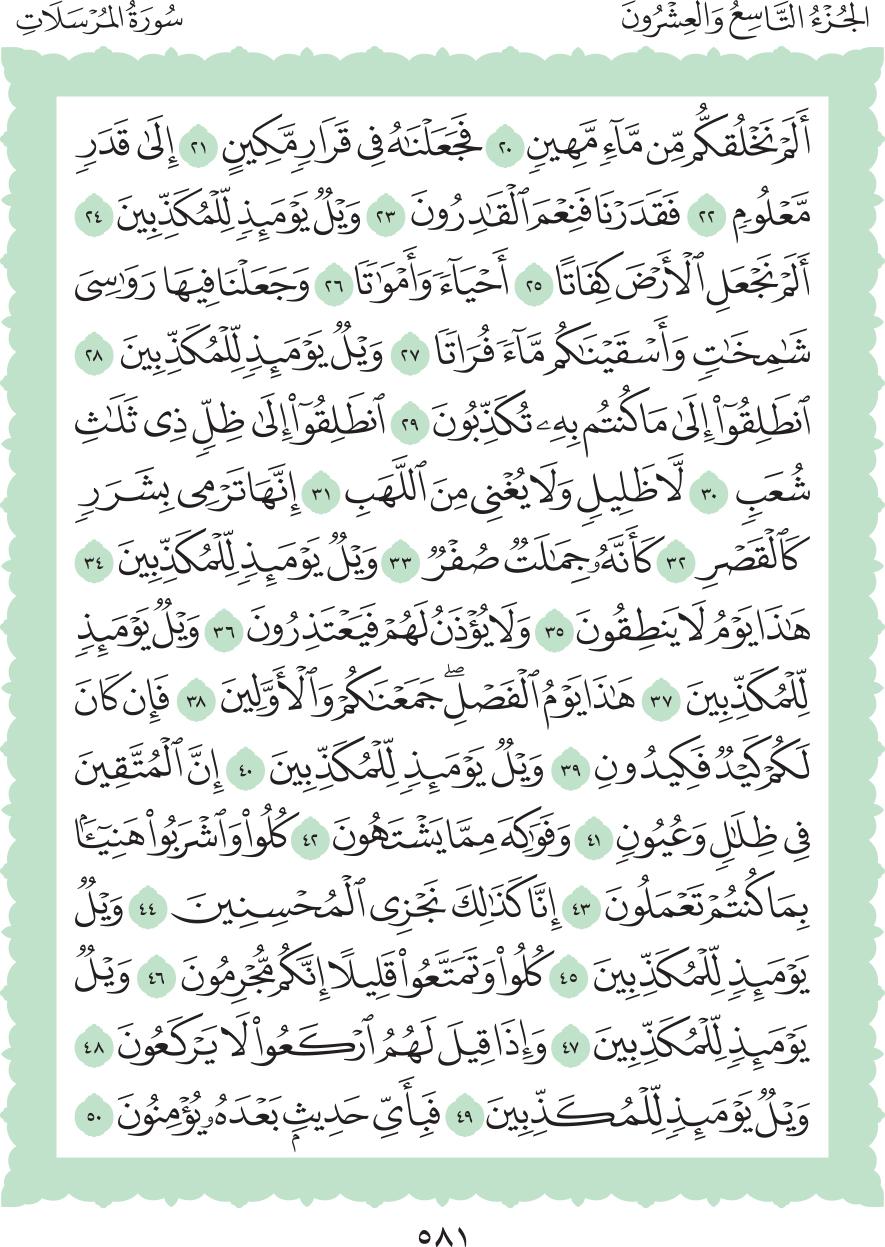 الجُزْءُ التَّاسِعُ وَالعِشْرُونَ
سُورَةُ المُرْسَلَاتِ
أَلَمْ نَخْلُقكُّم مِّن مَّآءٍ مَّهِينٍ ٢٠ فَجَعَلْنَٰهُ فِى قَرَارٍ مَّكِينٍ ٢١ إِلَىٰ قَدَرٍ
مَّعْلُومٍ ٢٢ فَقَدَرْنَا فَنِعْمَ ٱلْقَٰدِرُونَ ٢٣ وَيْلٌ يَوْمَئِذٍ لِّلْمُكَذِّبِينَ ٢٤
أَلَمْ نَجْعَلِ ٱلْأَرْضَ كِفَاتًا ٢٥ أَحْيَآءً وَأَمْوَٰتًا ٢٦ وَجَعَلْنَا فِيهَا رَوَٰسِىَ
شَٰمِخَٰتٍ وَأَسْقَيْنَٰكُم مَّآءً فُرَاتًا ٢٧ وَيْلٌ يَوْمَئِذٍ لِّلْمُكَذِّبِينَ ٢٨
ٱنطَلِقُوٓا۟ إِلَىٰ مَا كُنتُم بِهِۦ تُكَذِّبُونَ ٢٩ ٱنطَلِقُوٓا۟ إِلَىٰ ظِلٍّ ذِى ثَلَٰثِ
شُعَبٍ ٣٠ لَّا ظَلِيلٍ وَلَا يُغْنِى مِنَ ٱللَّهَبِ ٣١ إِنَّهَا تَرْمِى بِشَرَرٍ
كَٱلْقَصْرِ ٣٢ كَأَنَّهُۥ جِمَٰلَتٌ صُفْرٌ ٣٣ وَيْلٌ يَوْمَئِذٍ لِّلْمُكَذِّبِينَ ٣٤
هَٰذَا يَوْمُ لَا يَنطِقُونَ ٣٥ وَلَا يُؤْذَنُ لَهُمْ فَيَعْتَذِرُونَ ٣٦ وَيْلٌ يَوْمَئِذٍ
لِّلْمُكَذِّبِينَ ٣٧ هَٰذَا يَوْمُ ٱلْفَصْلِ ۖ جَمَعْنَٰكُمْ وَٱلْأَوَّلِينَ ٣٨ فَإِن كَانَ
لَكُمْ كَيْدٌ فَكِيدُونِ ٣٩ وَيْلٌ يَوْمَئِذٍ لِّلْمُكَذِّبِينَ ٤٠ إِنَّ ٱلْمُتَّقِينَ
فِى ظِلَٰلٍ وَعُيُونٍ ٤١ وَفَوَٰكِهَ مِمَّا يَشْتَهُونَ ٤٢ كُلُوا۟ وَٱشْرَبُوا۟ هَنِيٓـًٔۢا
بِمَا كُنتُمْ تَعْمَلُونَ ٤٣ إِنَّا كَذَٰلِكَ نَجْزِى ٱلْمُحْسِنِينَ ٤٤ وَيْلٌ
يَوْمَئِذٍ لِّلْمُكَذِّبِينَ ٤٥ كُلُوا۟ وَتَمَتَّعُوا۟ قَلِيلًا إِنَّكُم مُّجْرِمُونَ ٤٦ وَيْلٌ
يَوْمَئِذٍ لِّلْمُكَذِّبِينَ ٤٧ وَإِذَا قِيلَ لَهُمُ ٱرْكَعُوا۟ لَا يَرْكَعُونَ ٤٨
وَيْلٌ يَوْمَئِذٍ لِّلْمُكَذِّبِينَ ٤٩ فَبِأَىِّ حَدِيثٍۭ بَعْدَهُۥ يُؤْمِنُونَ ٥٠
٥٨١